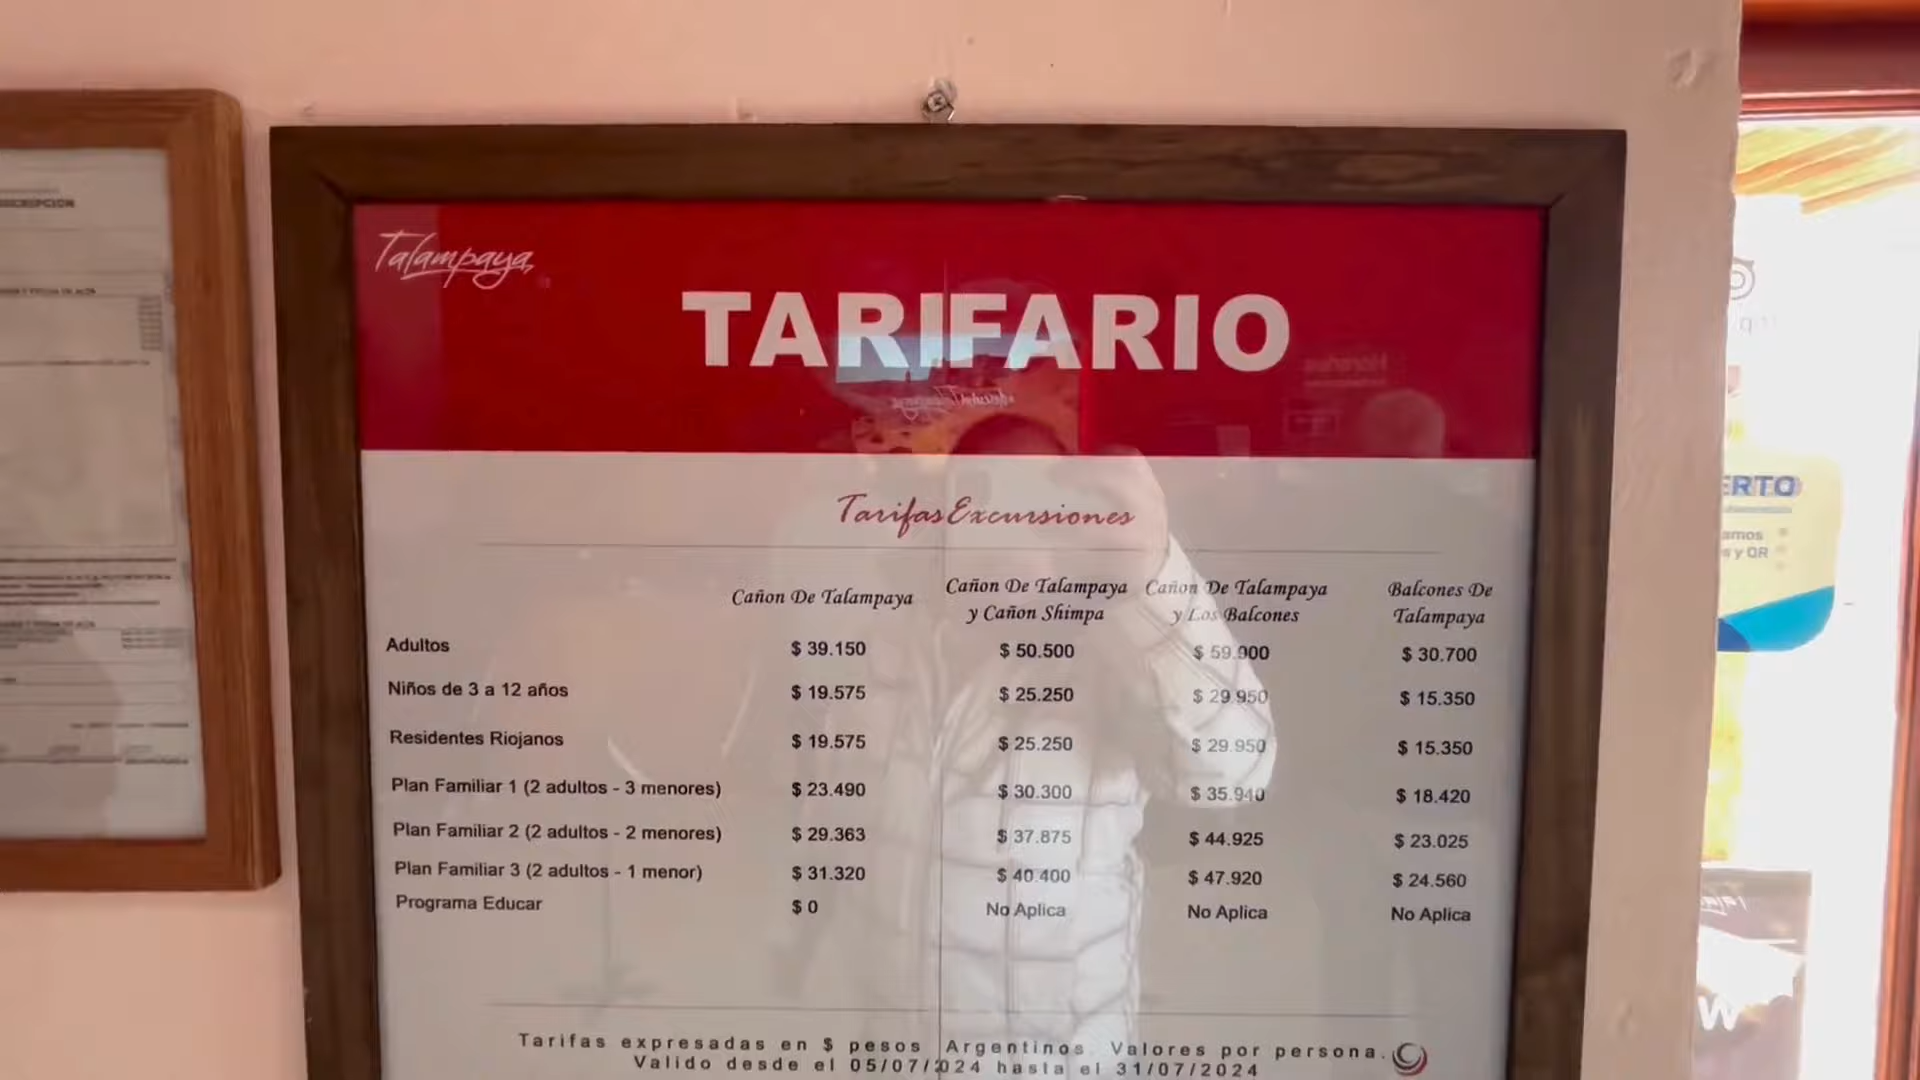 Talampaya
TARIFARIO
Tarifas Excursiones
Cañon De Talampaya
Cañon De Talampaya y Cañon Shimpa
Cañon De Talampaya y Los Balcones
Balcones De Talampaya
Adultos $ 39.150 $ 50.500 $ 59.900 $ 30.700
Niños de 3 a 12 años $ 19.575 $ 25.250 $ 29.950 $ 15.350
Residentes Riojanos $ 19.575 $ 25.250 $ 29.950 $ 15.350
Plan Familiar 1 (2 adultos - 3 menores) $ 23.490 $ 30.300 $ 35.940 $ 18.420
Plan Familiar 2 (2 adultos - 2 menores) $ 29.363 $ 37.875 $ 44.925 $ 23.025
Plan Familiar 3 (2 adultos - 1 menor) $ 31.320 $ 40.400 $ 47.920 $ 24.560
Programa Educar $ 0 No Aplica No Aplica No Aplica
Tarifas expresadas en $ pesos Argentinos. Valores por persona.
Valido desde el 05/07/2024 hasta el 31/07/2024
ERTO
amos
s y QR
W